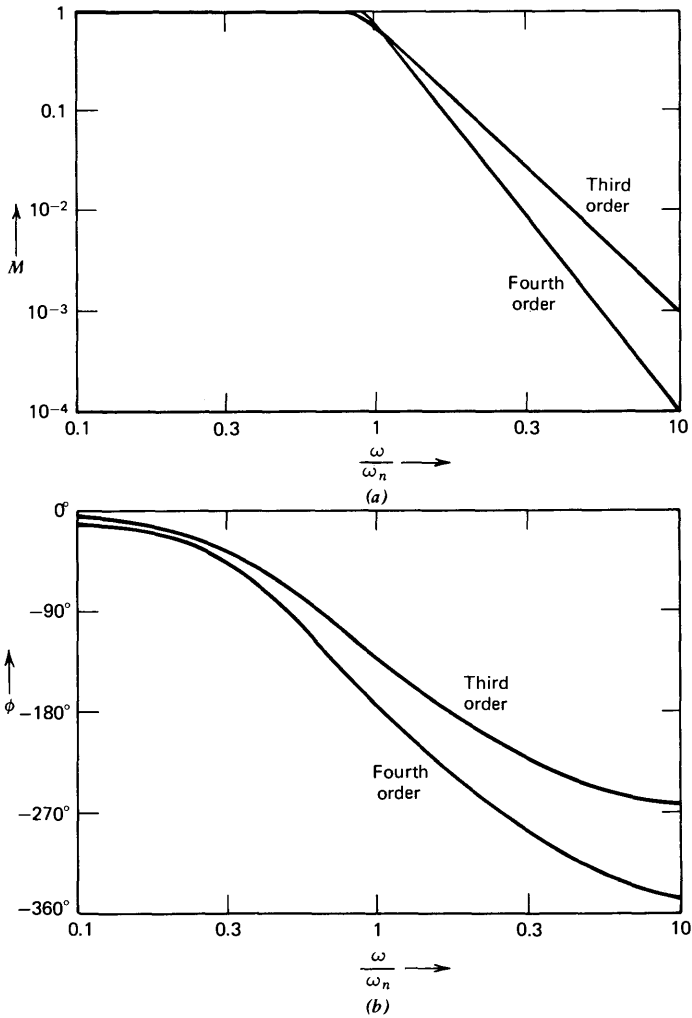 1
0.1
10−2
10−3
10−4
M
Third
order
Fourth
order
0.1
0.3
1
0.3
10
ω
ωn
(a)
0°
−90°
−180°
−270°
−360°
ϕ
Third
order
Fourth
order
0.1
0.3
1
0.3
10
ω
ωn
(b)